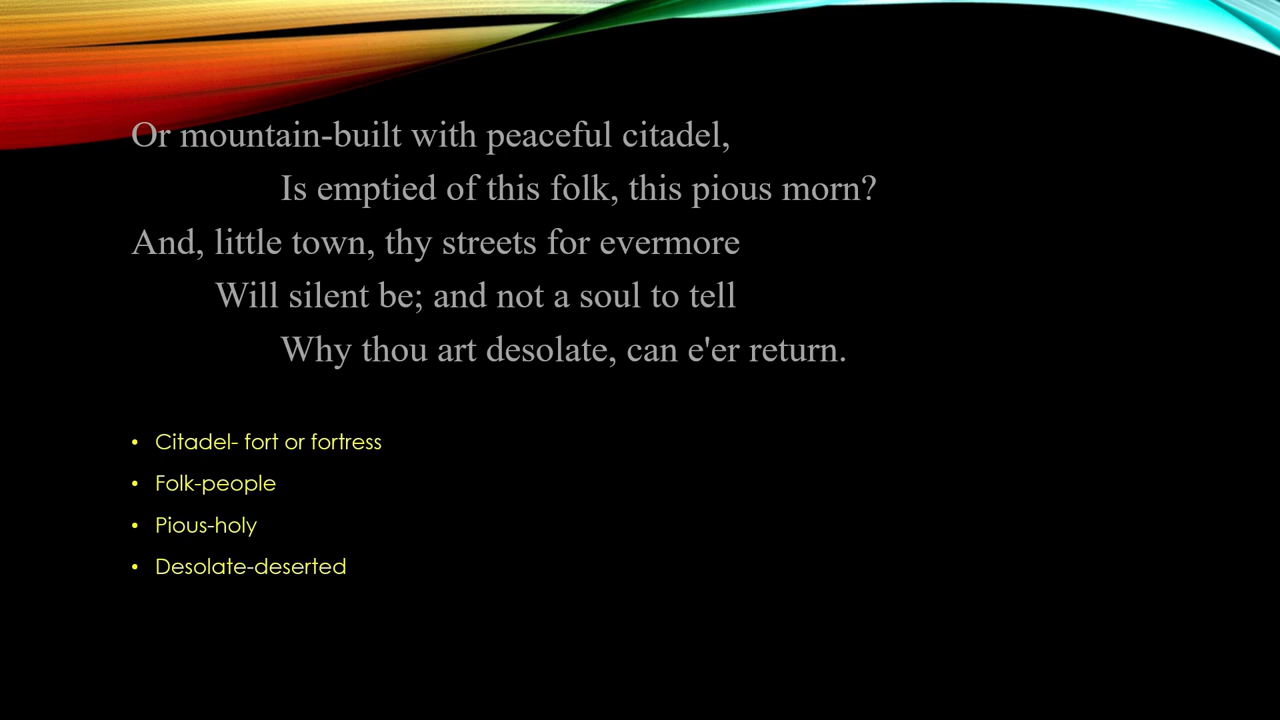 Or mountain-built with peaceful citadel,
Is emptied of this folk, this pious morn?
And, little town, thy streets for evermore
Will silent be; and not a soul to tell
Why thou art desolate, can e'er return.
• Citadel- fort or fortress
• Folk-people
• Pious-holy
• Desolate-deserted